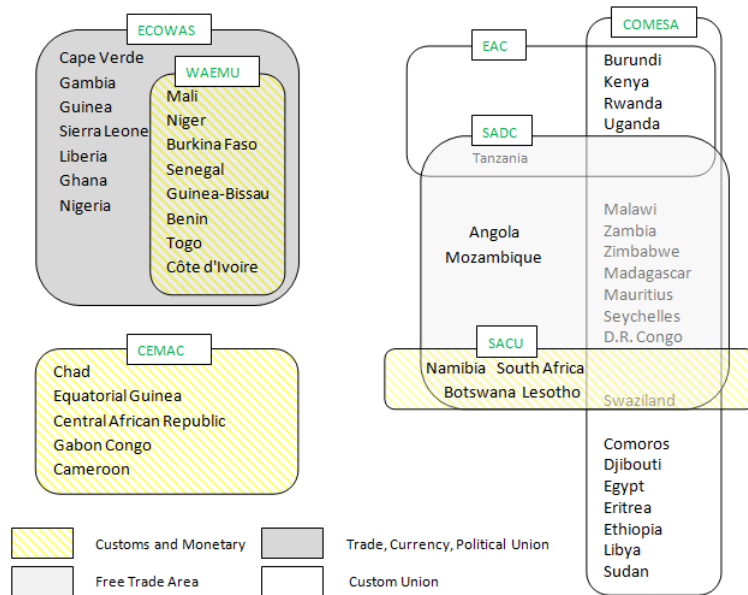 ECOWAS
Cape Verde
Gambia
Guinea
Sierra Leone
Liberia
Ghana
Nigeria
WAEMU
Mali
Niger
Burkina Faso
Senegal
Guinea-Bissau
Benin
Togo
Côte d'Ivoire
CEMAC
Chad
Equatorial Guinea
Central African Republic
Gabon Congo
Cameroon
COMESA
EAC
Burundi
Kenya
Rwanda
Uganda
SADC
Tanzania
Angola
Mozambique
Malawi
Zambia
Zimbabwe
Madagascar
Mauritius
Seychelles
D.R. Congo
SACU
Namibia South Africa
Botswana Lesotho
Swaziland
Comoros
Djibouti
Egypt
Eritrea
Ethiopia
Libya
Sudan
Customs and Monetary
Trade, Currency, Political Union
Free Trade Area
Custom Union